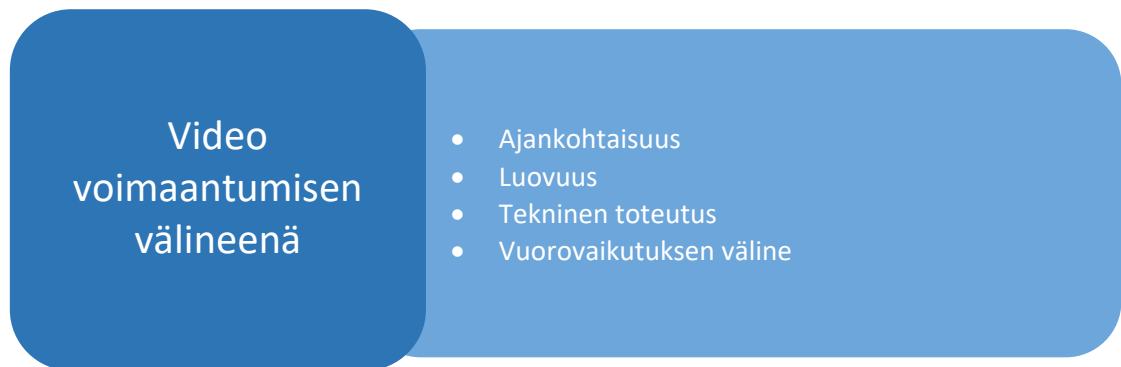 Video
voimaantumisen
välineenä
• Ajankohtaisuus
• Luovuus
• Tekninen toteutus
• Vuorovaikutuksen väline